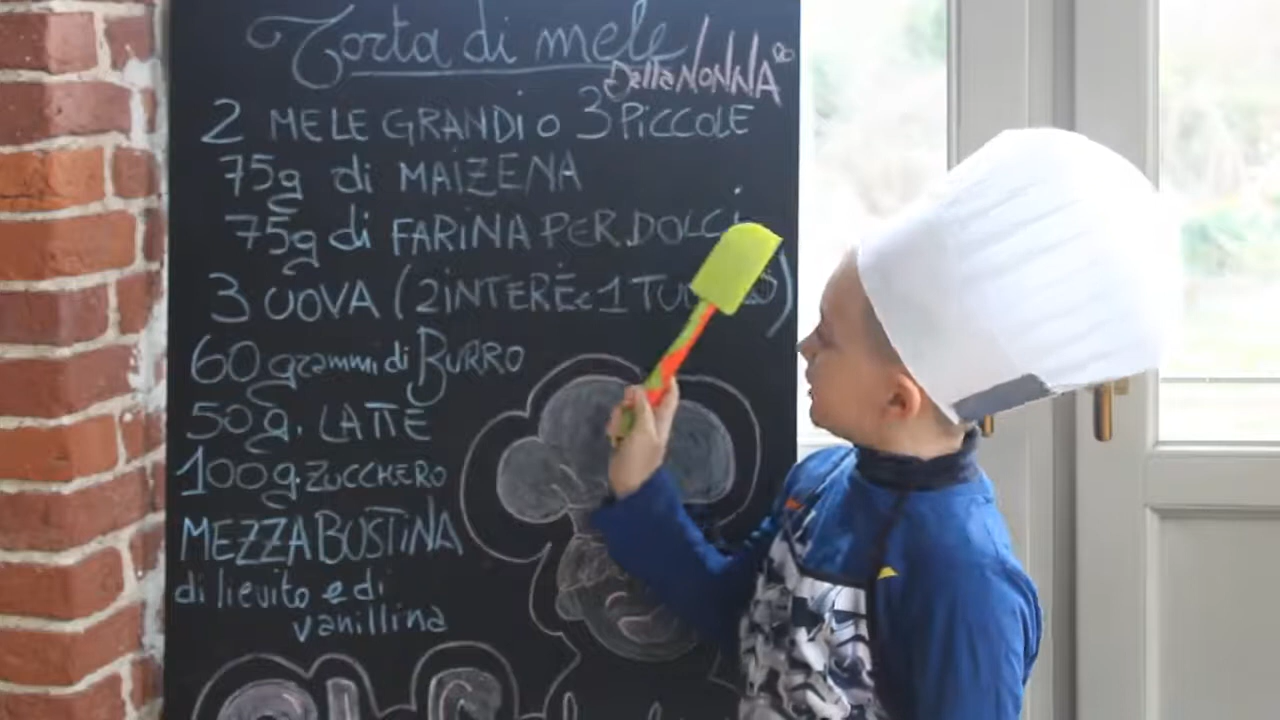 Torta di mele
Della NONNA
2 MELE GRANDI o 3 PICCOLE
75g di MAIZENA
75g di FARINA PER DOLCI
3 UOVA (2 INTERE e 1
60 grammi di BURRO
50g. LATTE
100g. ZUCCHERO
MEZZA BUSTINA
di lievito e di
vanillina